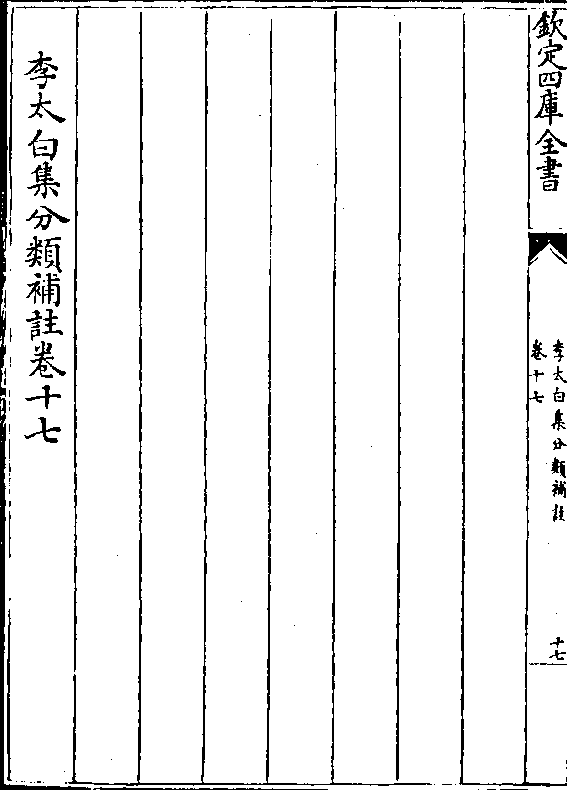 欽定四庫全書
李太白集分類補註
卷十七
十七
李太白集分類補註卷十七